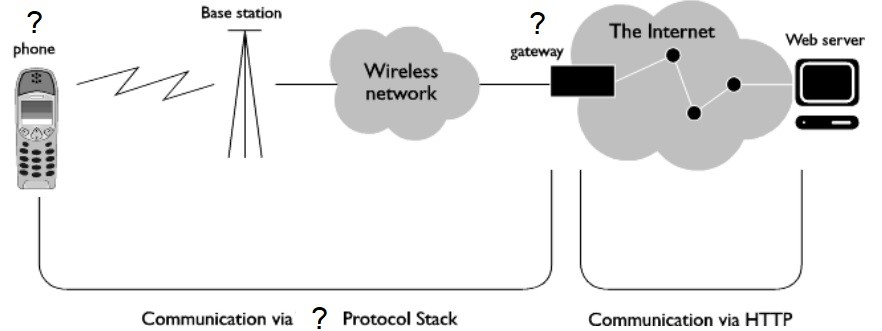 ?
phone
Base station
Wireless
network
?
gateway
The Internet
Web server
Communication via ? Protocol Stack
Communication via HTTP